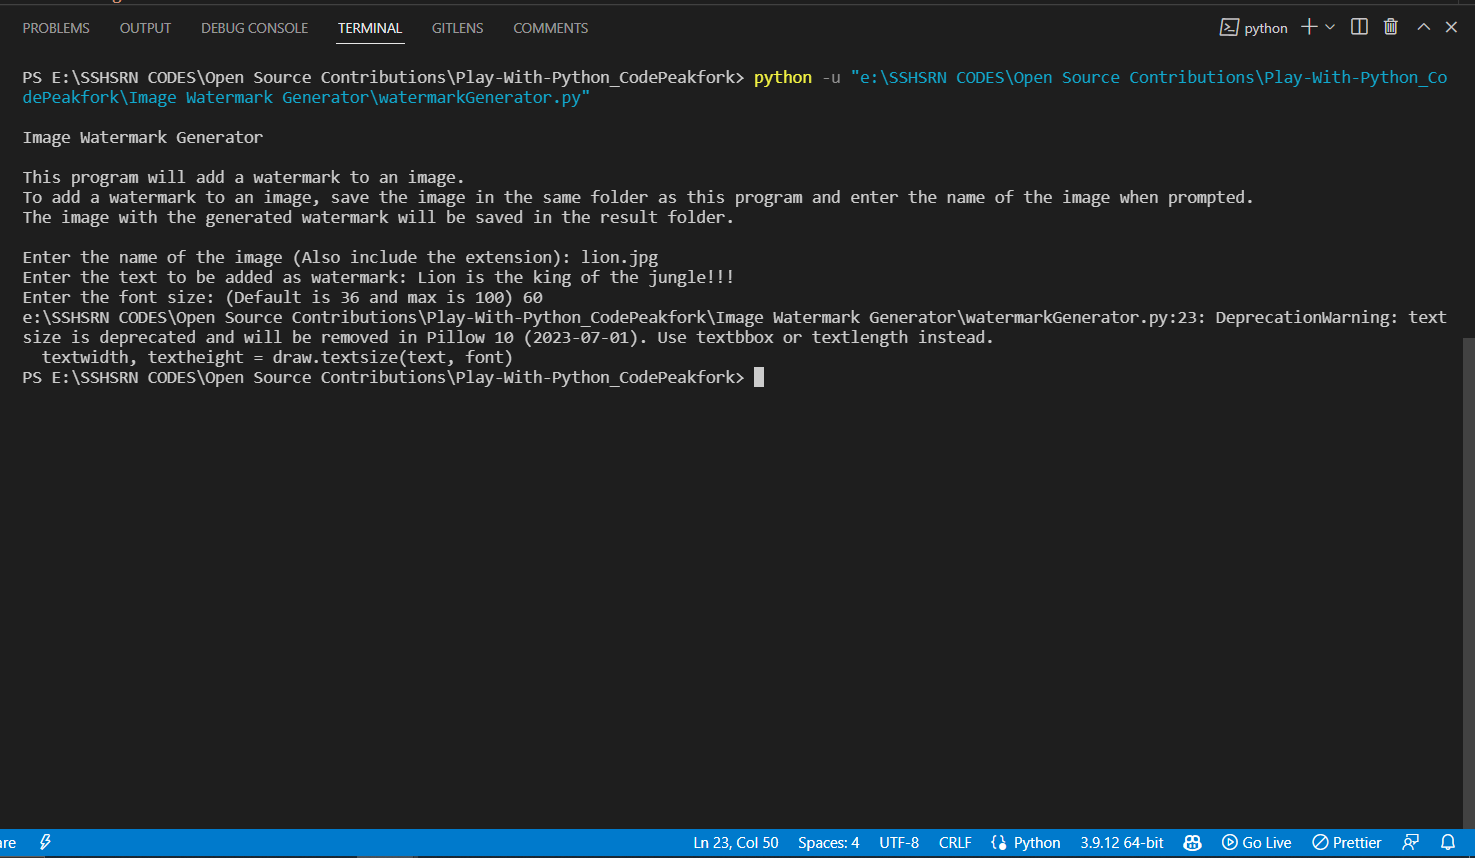 PROBLEMS OUTPUT DEBUG CONSOLE TERMINAL GITLENS COMMENTS python
PS E:\SSHSRN CODES\Open Source Contributions\Play-With-Python_CodePeakfork> python -u "e:\SSHSRN CODES\Open Source Contributions\Play-With-Python_Co
dePeakfork\Image Watermark Generator\watermarkGenerator.py"
Image Watermark Generator
This program will add a watermark to an image.
To add a watermark to an image, save the image in the same folder as this program and enter the name of the image when prompted.
The image with the generated watermark will be saved in the result folder.
Enter the name of the image (Also include the extension): lion.jpg
Enter the text to be added as watermark: Lion is the king of the jungle!!!
Enter the font size: (Default is 36 and max is 100) 60
e:\SSHSRN CODES\Open Source Contributions\Play-With-Python_CodePeakfork\Image Watermark Generator\watermarkGenerator.py:23: DeprecationWarning: text
size is deprecated and will be removed in Pillow 10 (2023-07-01). Use textbbox or textlength instead.
  textwidth, textheight = draw.textsize(text, font)
PS E:\SSHSRN CODES\Open Source Contributions\Play-With-Python_CodePeakfork>
re Ln 23, Col 50 Spaces: 4 UTF-8 CRLF Python 3.9.12 64-bit Go Live Prettier